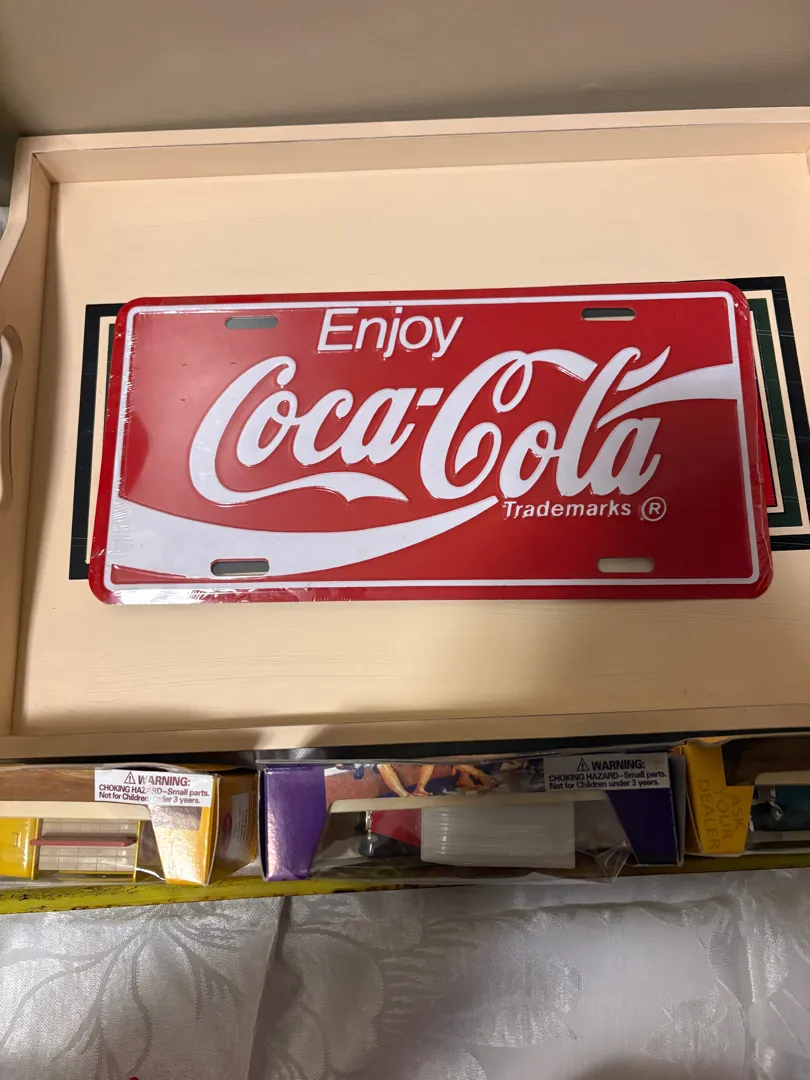 Enjoy
Coca-Cola
Trademarks ®
⚠ WARNING:
CHOKING HAZARD–Small parts.
Not for Children under 3 years.
⚠ WARNING:
CHOKING HAZARD–Small parts.
Not for Children under 3 years.
ASK
YOUR
DEALER